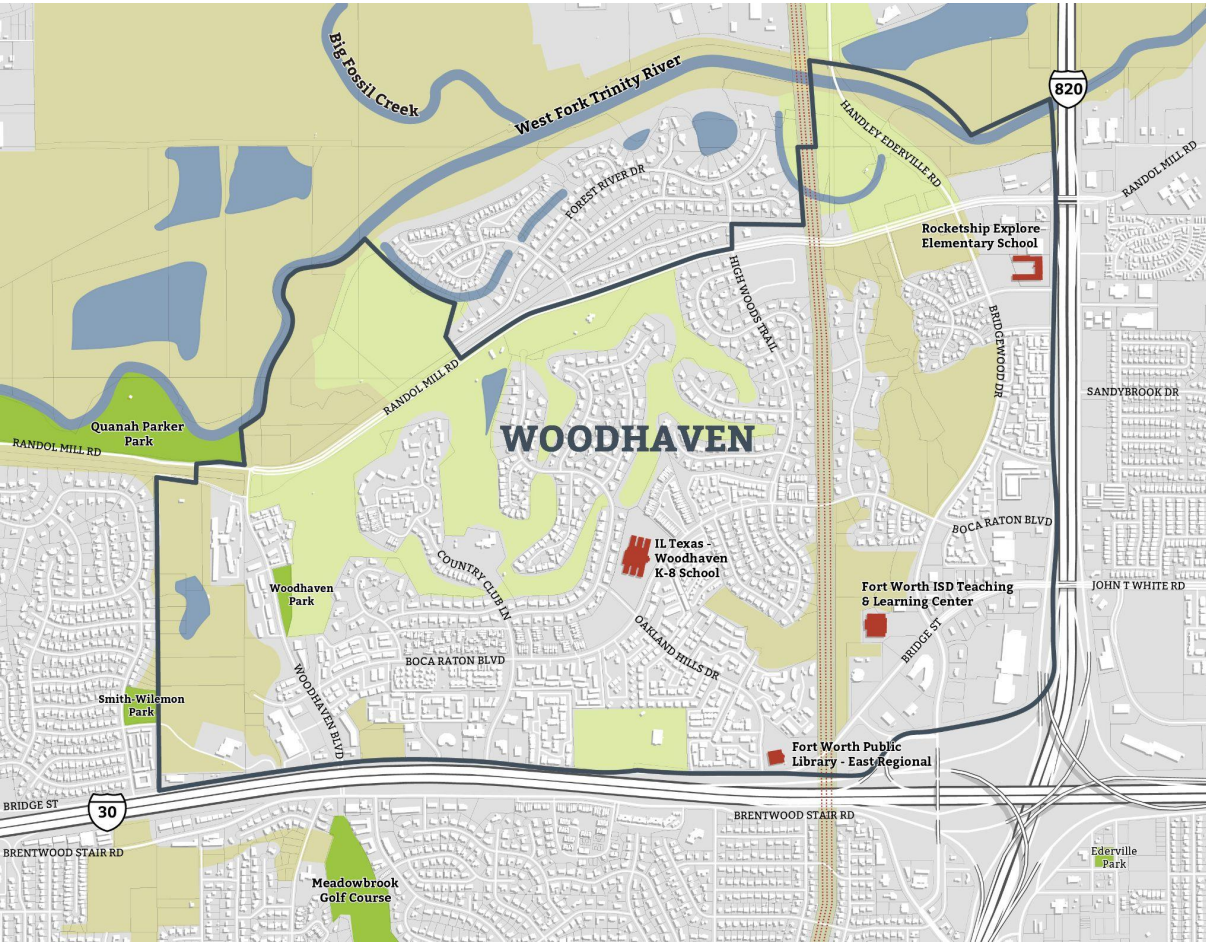 Big Fossil Creek
West Fork Trinity River
820
HANDLEY EDERVILLE RD
RANDOL MILL RD
FOREST RIVER DR
Rocketship Explore
Elementary School
HIGH WOODS TRAIL
BRIDGEWOOD DR
RANDOL MILL RD
SANDYBROOK DR
Quanah Parker
Park
RANDOL MILL RD
WOODHAVEN
BOCA RATON BLVD
IL Texas -
Woodhaven
K-8 School
COUNTRY CLUB LN
Woodhaven
Park
Fort Worth ISD Teaching
& Learning Center
JOHN T WHITE RD
OAKLAND HILLS DR
BRIDGE ST
BOCA RATON BLVD
WOODHAVEN BLVD
Smith-Wilemon
Park
Fort Worth Public
Library - East Regional
BRIDGE ST
30
BRENTWOOD STAIR RD
BRENTWOOD STAIR RD
Ederville
Park
Meadowbrook
Golf Course